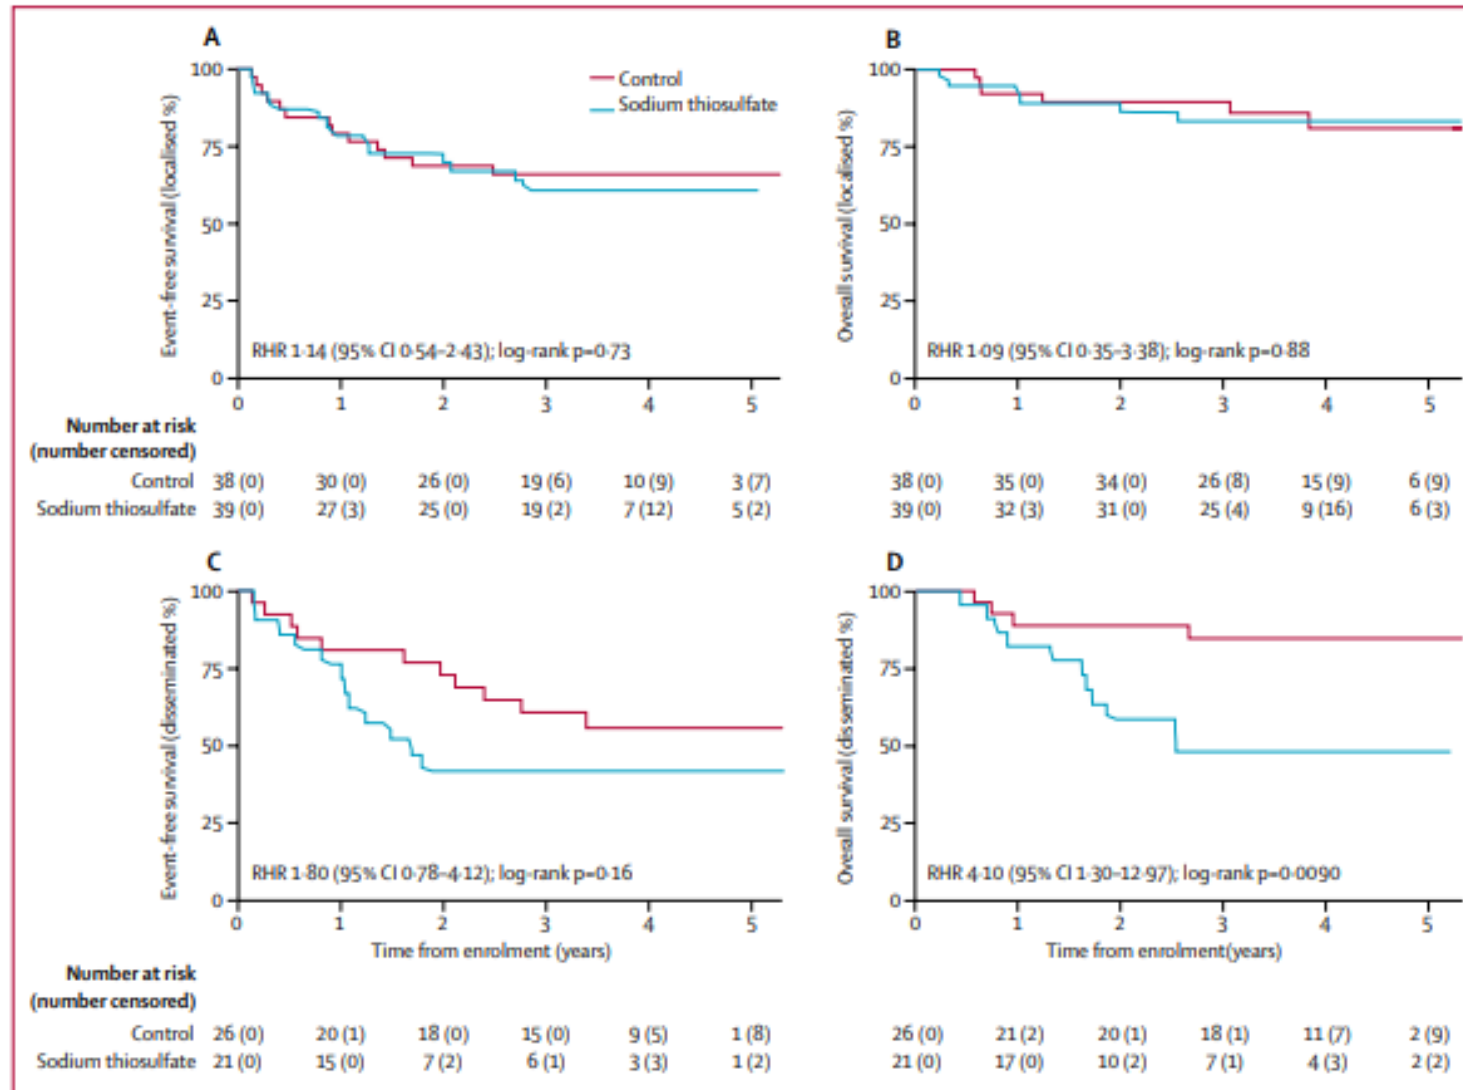 A
B
100
75
50
25
0
Event-free survival (localised %)
Control
Sodium thiosulfate
RHR 1·14 (95% CI 0·54–2·43); log-rank p=0·73
0 1 2 3 4 5
100
75
50
25
0
Overall survival (localised %)
RHR 1·09 (95% CI 0·35–3·38); log-rank p=0·88
0 1 2 3 4 5
Number at risk
(number censored)
Control 38 (0) 30 (0) 26 (0) 19 (6) 10 (9) 3 (7) 38 (0) 35 (0) 34 (0) 26 (8) 15 (9) 6 (9)
Sodium thiosulfate 39 (0) 27 (3) 25 (0) 19 (2) 7 (12) 5 (2) 39 (0) 32 (3) 31 (0) 25 (4) 9 (16) 6 (3)
C
D
100
75
50
25
0
Event-free survival (disseminated %)
RHR 1·80 (95% CI 0·78–4·12); log-rank p=0·16
0 1 2 3 4 5
Time from enrolment (years)
100
75
50
25
0
Overall survival (disseminated %)
RHR 4·10 (95% CI 1·30–12·97); log-rank p=0·0090
0 1 2 3 4 5
Time from enrolment(years)
Number at risk
(number censored)
Control 26 (0) 20 (1) 18 (0) 15 (0) 9 (5) 1 (8) 26 (0) 21 (2) 20 (1) 18 (1) 11 (7) 2 (9)
Sodium thiosulfate 21 (0) 15 (0) 7 (2) 6 (1) 3 (3) 1 (2) 21 (0) 17 (0) 10 (2) 7 (1) 4 (3) 2 (2)